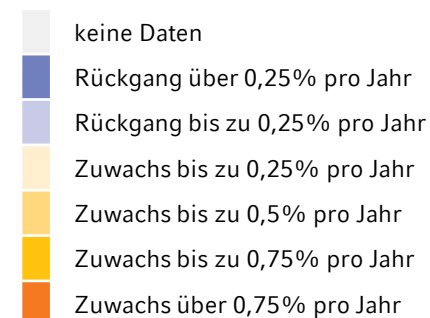 keine Daten
Rückgang über 0,25% pro Jahr
Rückgang bis zu 0,25% pro Jahr
Zuwachs bis zu 0,25% pro Jahr
Zuwachs bis zu 0,5% pro Jahr
Zuwachs bis zu 0,75% pro Jahr
Zuwachs über 0,75% pro Jahr